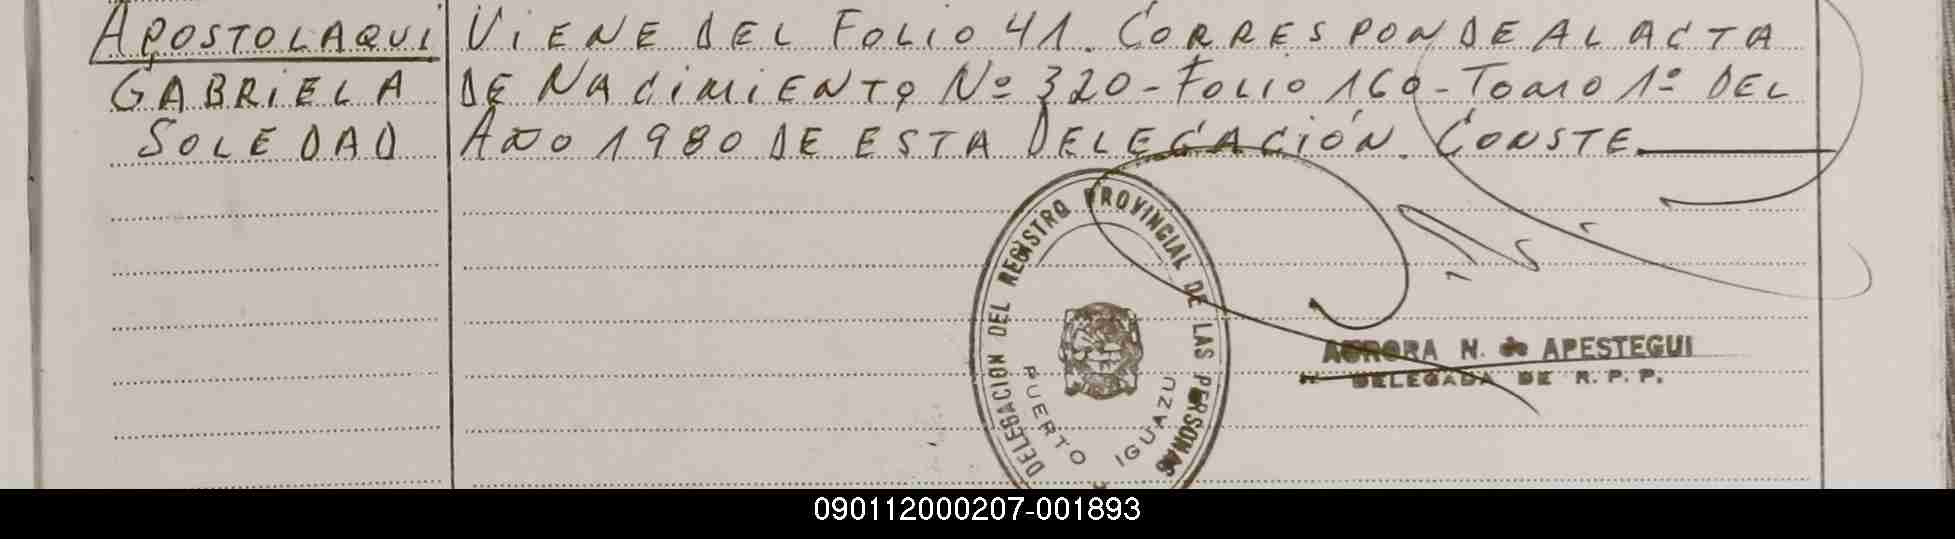 APOSTOLAQUI
GABRIELA
SOLEDAD
VIENE DEL FOLIO 41. CORRESPONDE AL ACTA
DE NACIMIENTO Nº 320-FOLIO 160-TOMO 1º DEL
AÑO 1980 DE ESTA DELEGACIÓN. CONSTE.
DELEGACION DEL REGISTRO PROVINCIAL DE LAS PERSONAS
PUERTO IGUAZU
AURORA N. de APESTEGUI
DELEGADA DE R. P. P.
090112000207-001893